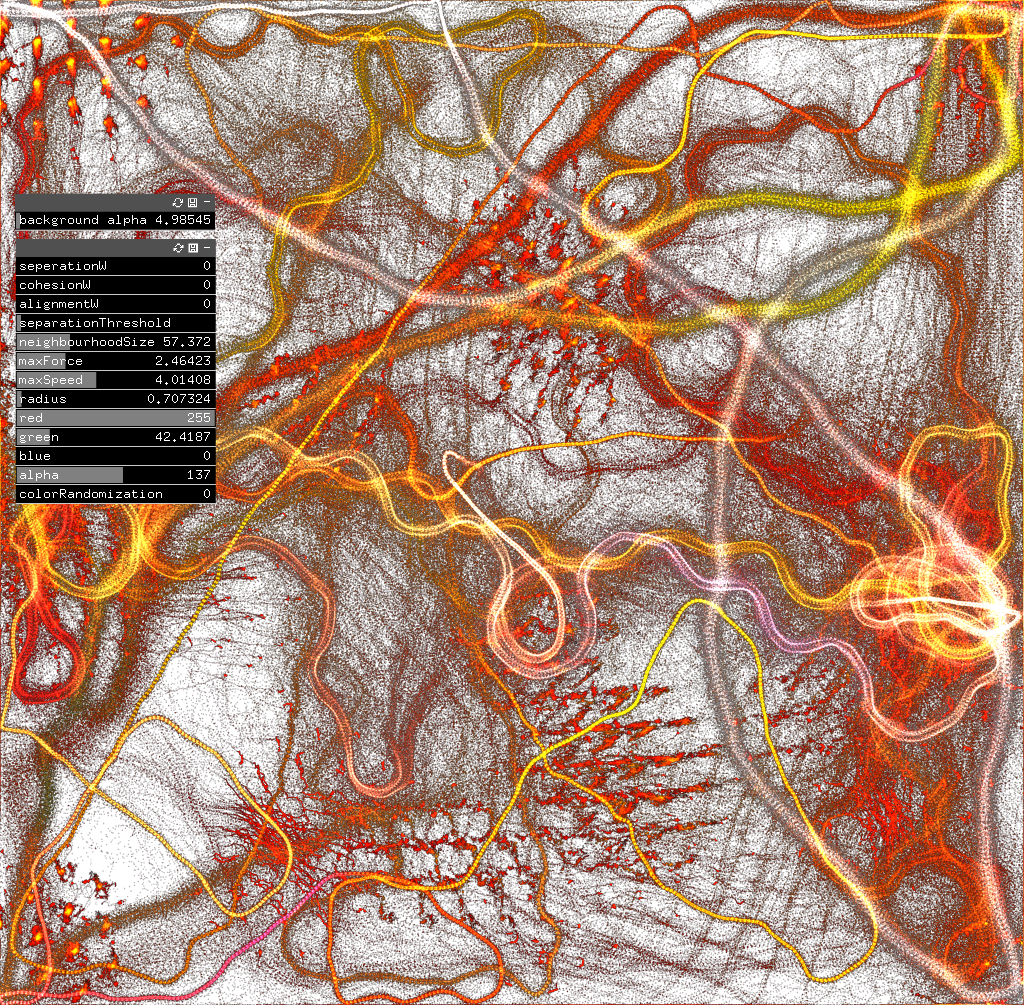 background alpha 4.98545
seperationW 0
cohesionW 0
alignmentW 0
separationThreshold
neighbourhoodSize 57.372
maxForce 2.46423
maxSpeed 4.01408
radius 0.707324
red 255
green 42.4187
blue 0
alpha 137
colorRandomization 0